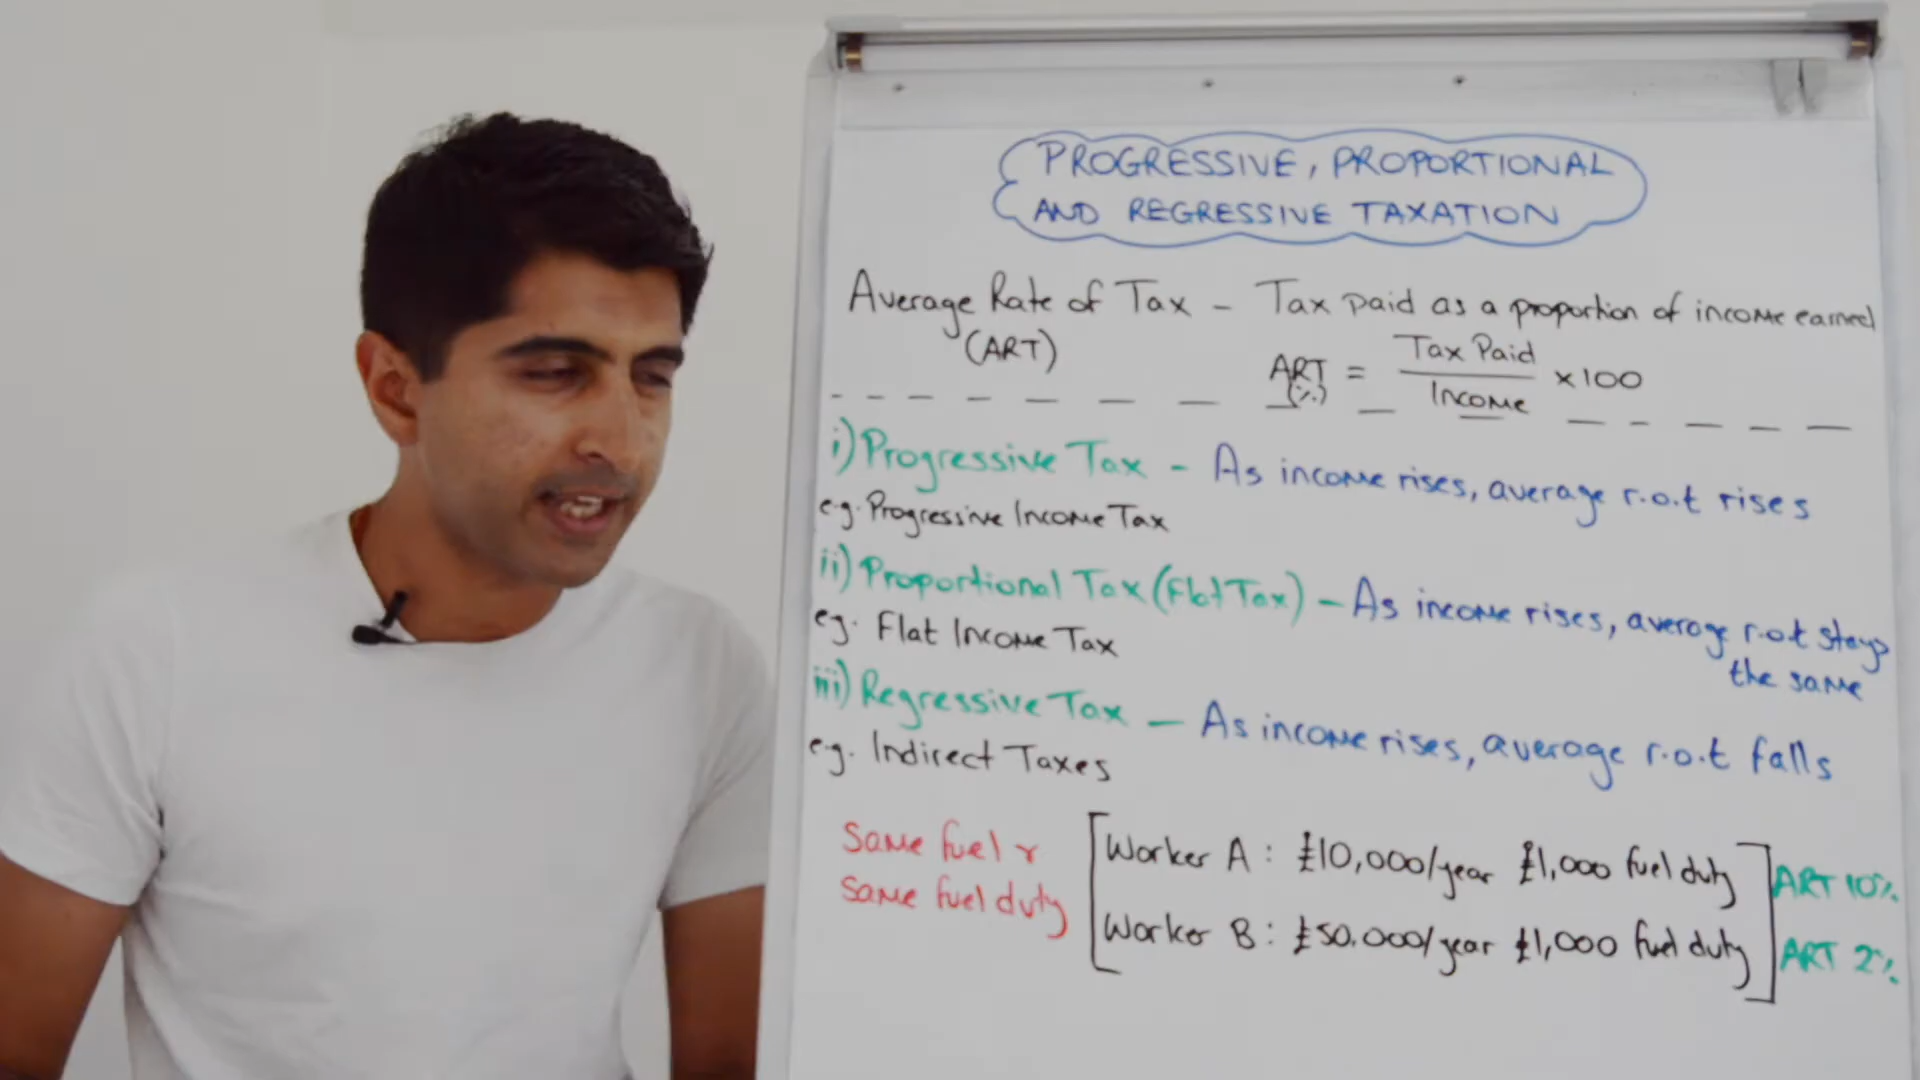 PROGRESSIVE, PROPORTIONAL
AND REGRESSIVE TAXATION
Average Rate of Tax - Tax paid as a proportion of income earned
(ART)
ART = Tax Paid x100
(%) Income
i) Progressive Tax - As income rises, average r.o.t rises
e.g. Progressive Income Tax
ii) Proportional Tax (Flat Tax) - As income rises, average r.o.t stays
the same
eg. Flat Income Tax
iii) Regressive Tax - As income rises, average r.o.t falls
e.g. Indirect Taxes
Same fuel r
same fuel duty
Worker A : £10,000/year £1,000 fuel duty ART 10%
Worker B : £50,000/year £1,000 fuel duty ART 2%